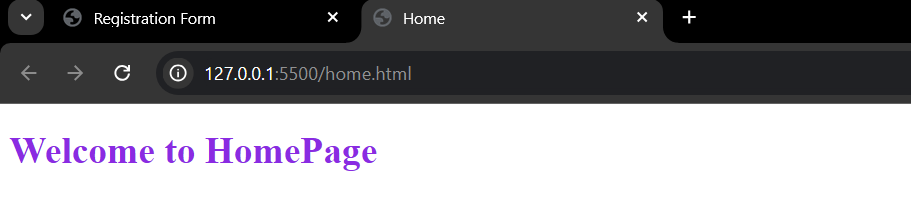 Registration Form
Home
127.0.0.1:5500/home.html
Welcome to HomePage